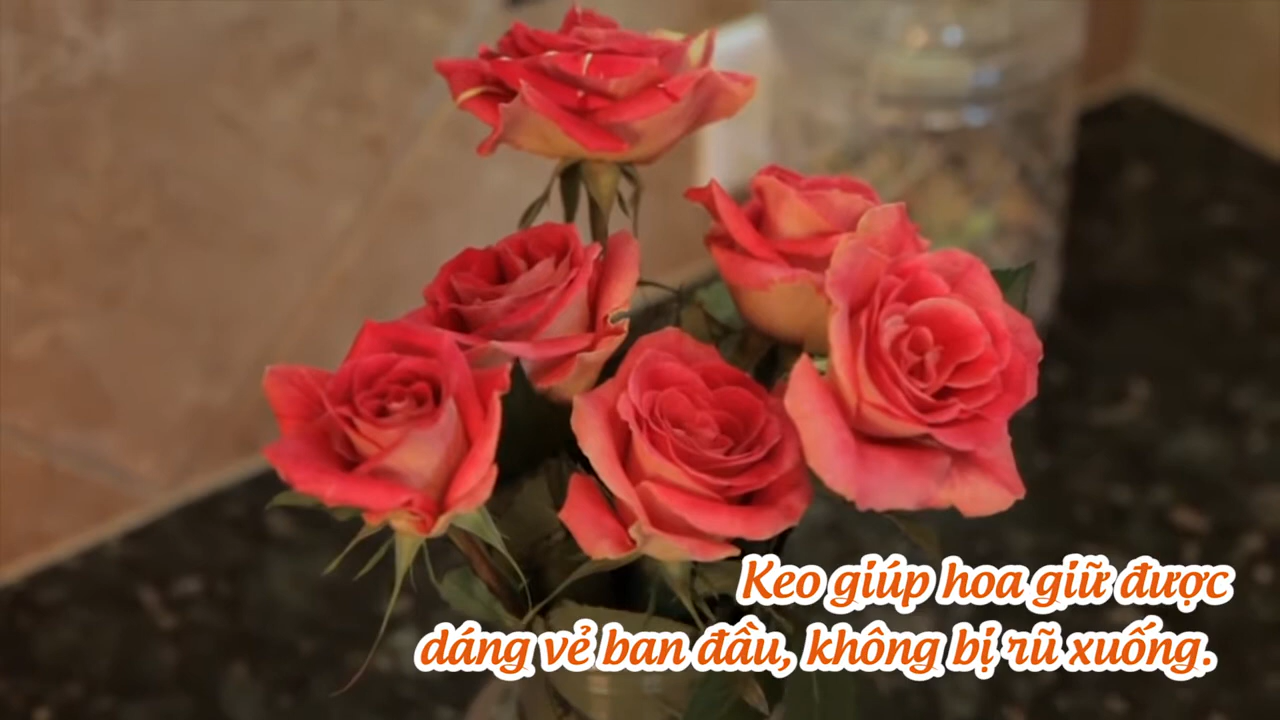 Keo giúp hoa giữ được
dáng vẻ ban đầu, không bị rũ xuống.